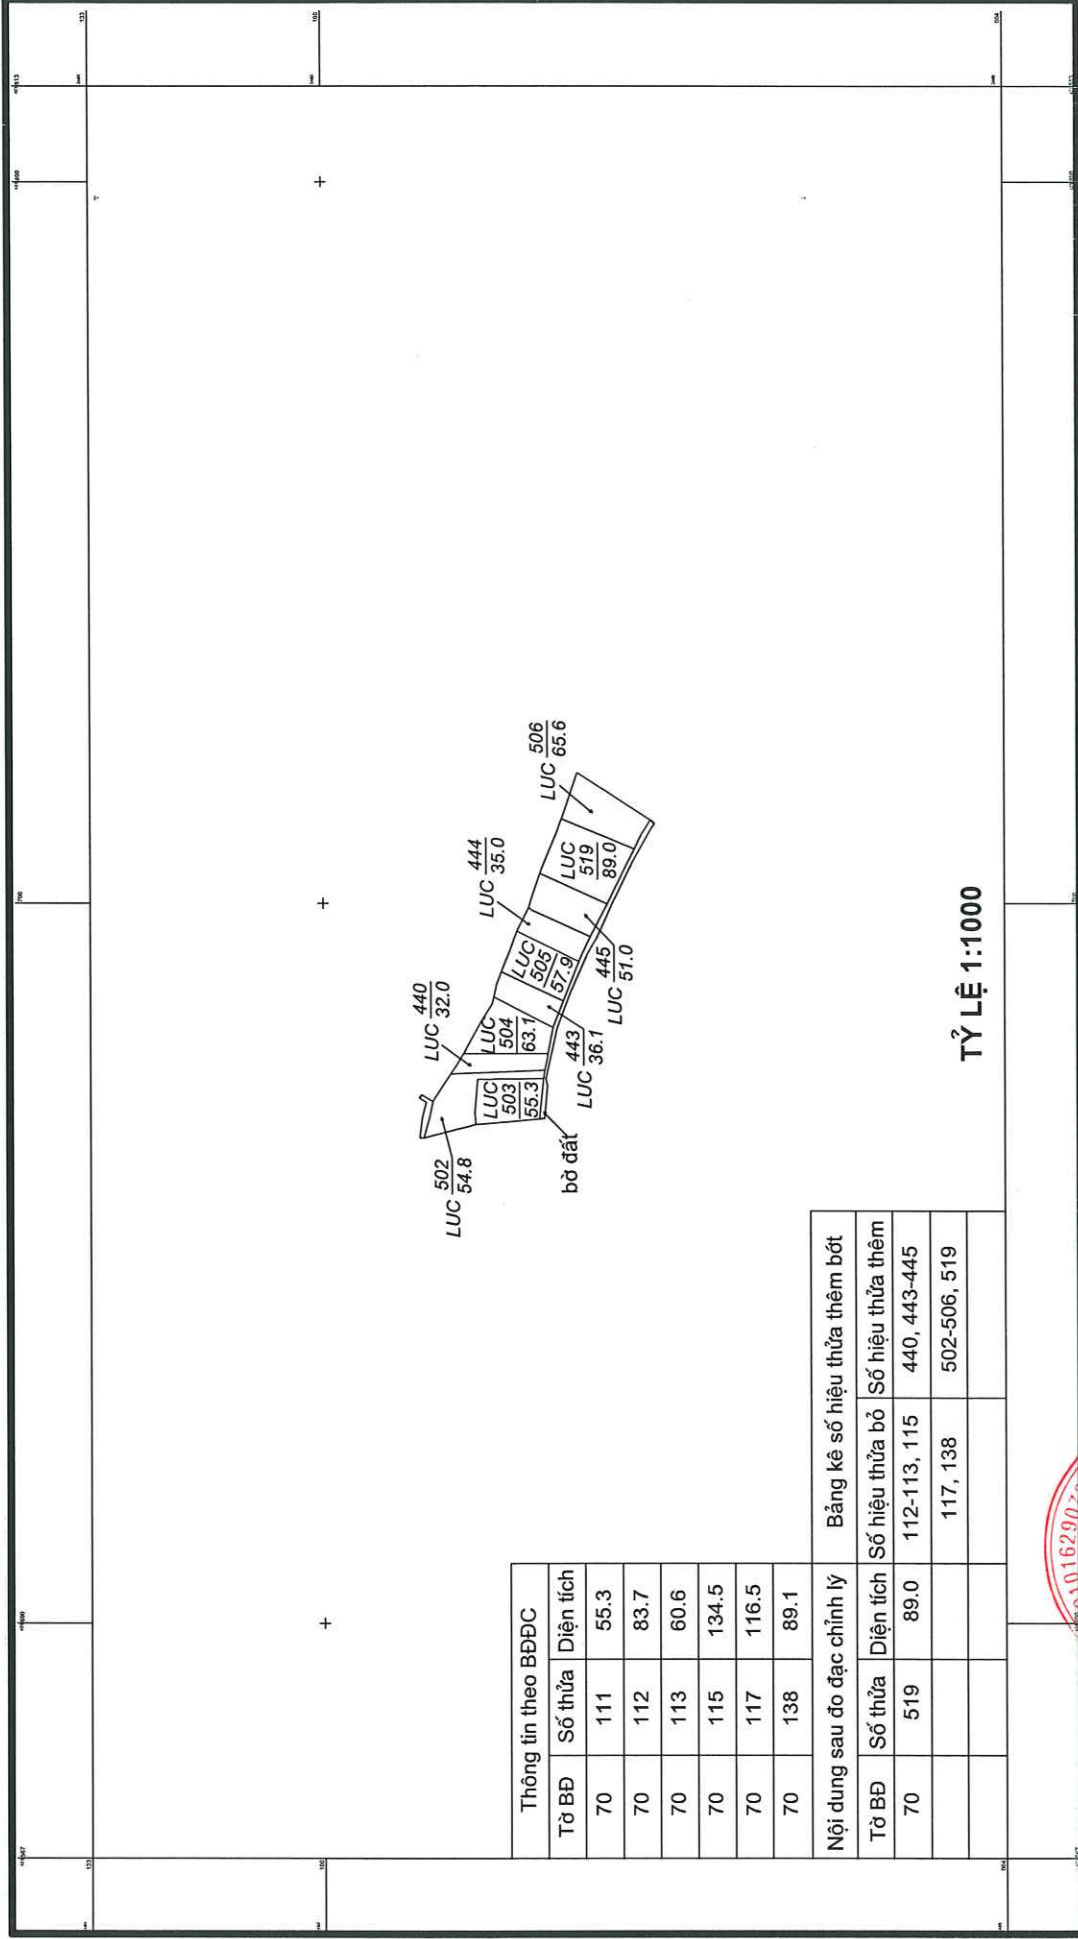 LUC 502
54.8
LUC 440
32.0
LUC 444
35.0
LUC 506
65.6
LUC
503
55.3
LUC
504
63.1
LUC
505
57.9
LUC
519
89.0
LUC 443
36.1
LUC 445
51.0
bờ đất
Thông tin theo BĐĐC
Tờ BĐ Số thửa Diện tích
70 111 55.3
70 112 83.7
70 113 60.6
70 115 134.5
70 117 116.5
70 138 89.1
Nội dung sau đo đạc chỉnh lý Bảng kê số hiệu thửa thêm bớt
Tờ BĐ Số thửa Diện tích Số hiệu thửa bỏ Số hiệu thửa thêm
70 519 89.0 112-113, 115 440, 443-445
117, 138 502-506, 519
TỶ LỆ 1:1000